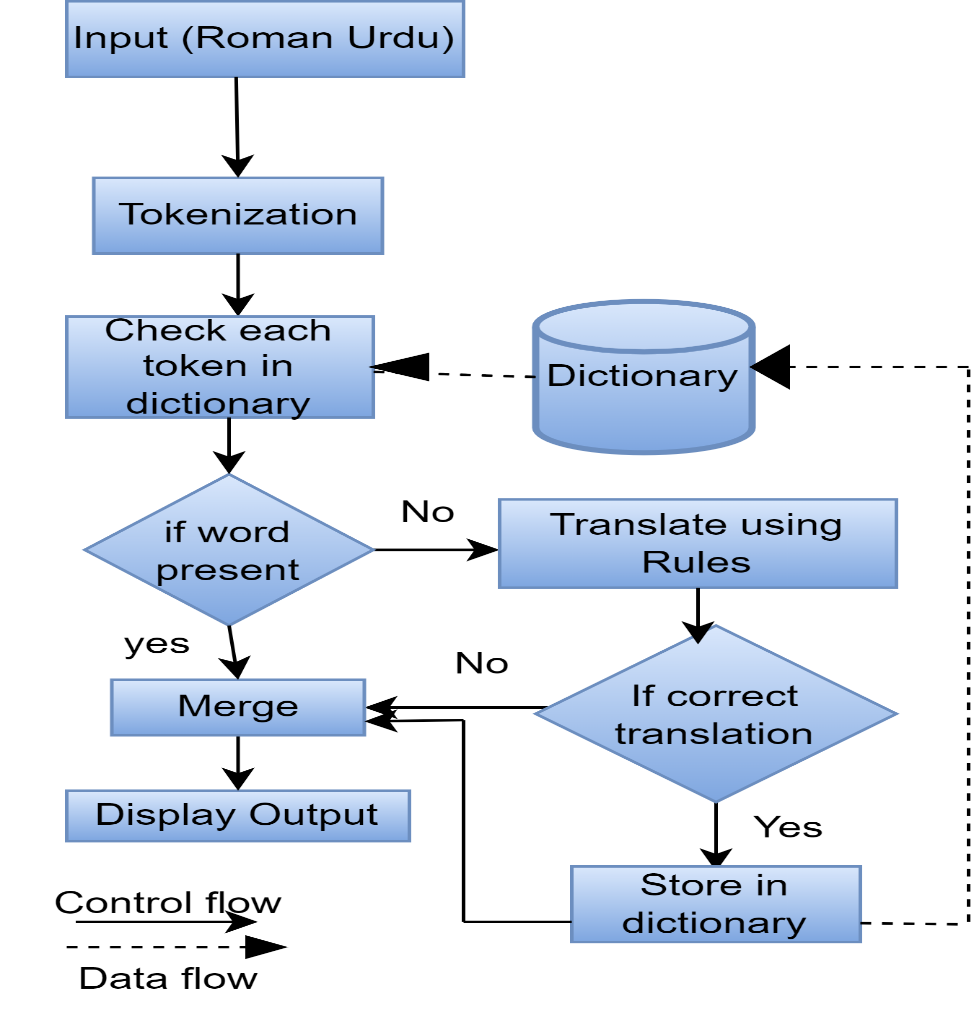 Input (Roman Urdu)
Tokenization
Check each
token in
dictionary
Dictionary
if word
present
No
Translate using
Rules
yes
No
Merge
If correct
translation
Display Output
Yes
Store in
dictionary
Control flow
Data flow